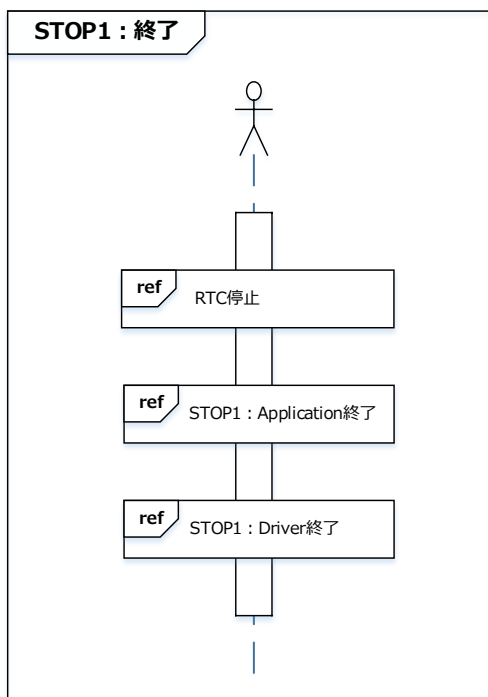 STOP1：終了
ref
RTC停止
ref
STOP1：Application終了
ref
STOP1：Driver終了